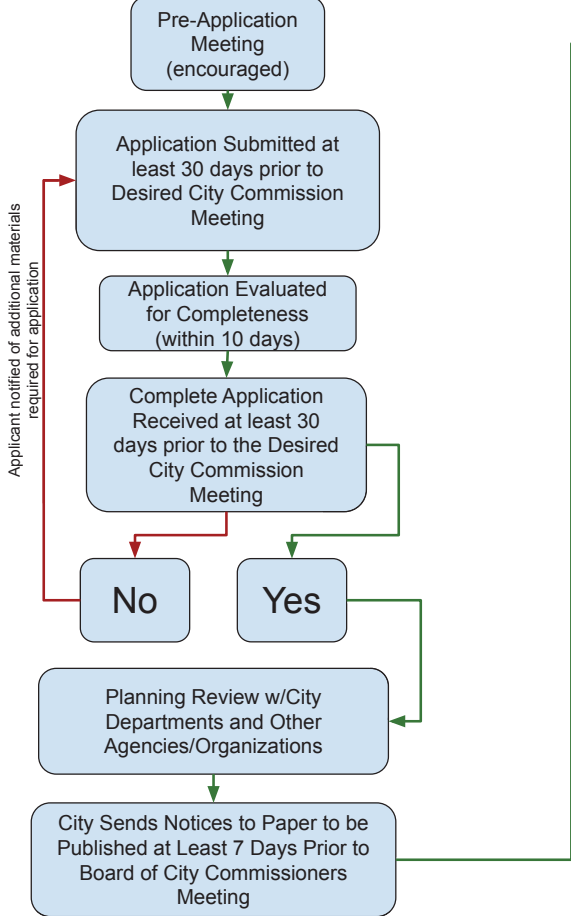 Pre-Application
Meeting
(encouraged)
Application Submitted at
least 30 days prior to
Desired City Commission
Meeting
Applicant notified of additional materials
required for application
Application Evaluated
for Completeness
(within 10 days)
Complete Application
Received at least 30
days prior to the Desired
City Commission
Meeting
No
Yes
Planning Review w/City
Departments and Other
Agencies/Organizations
City Sends Notices to Paper to be
Published at Least 7 Days Prior to
Board of City Commissioners
Meeting